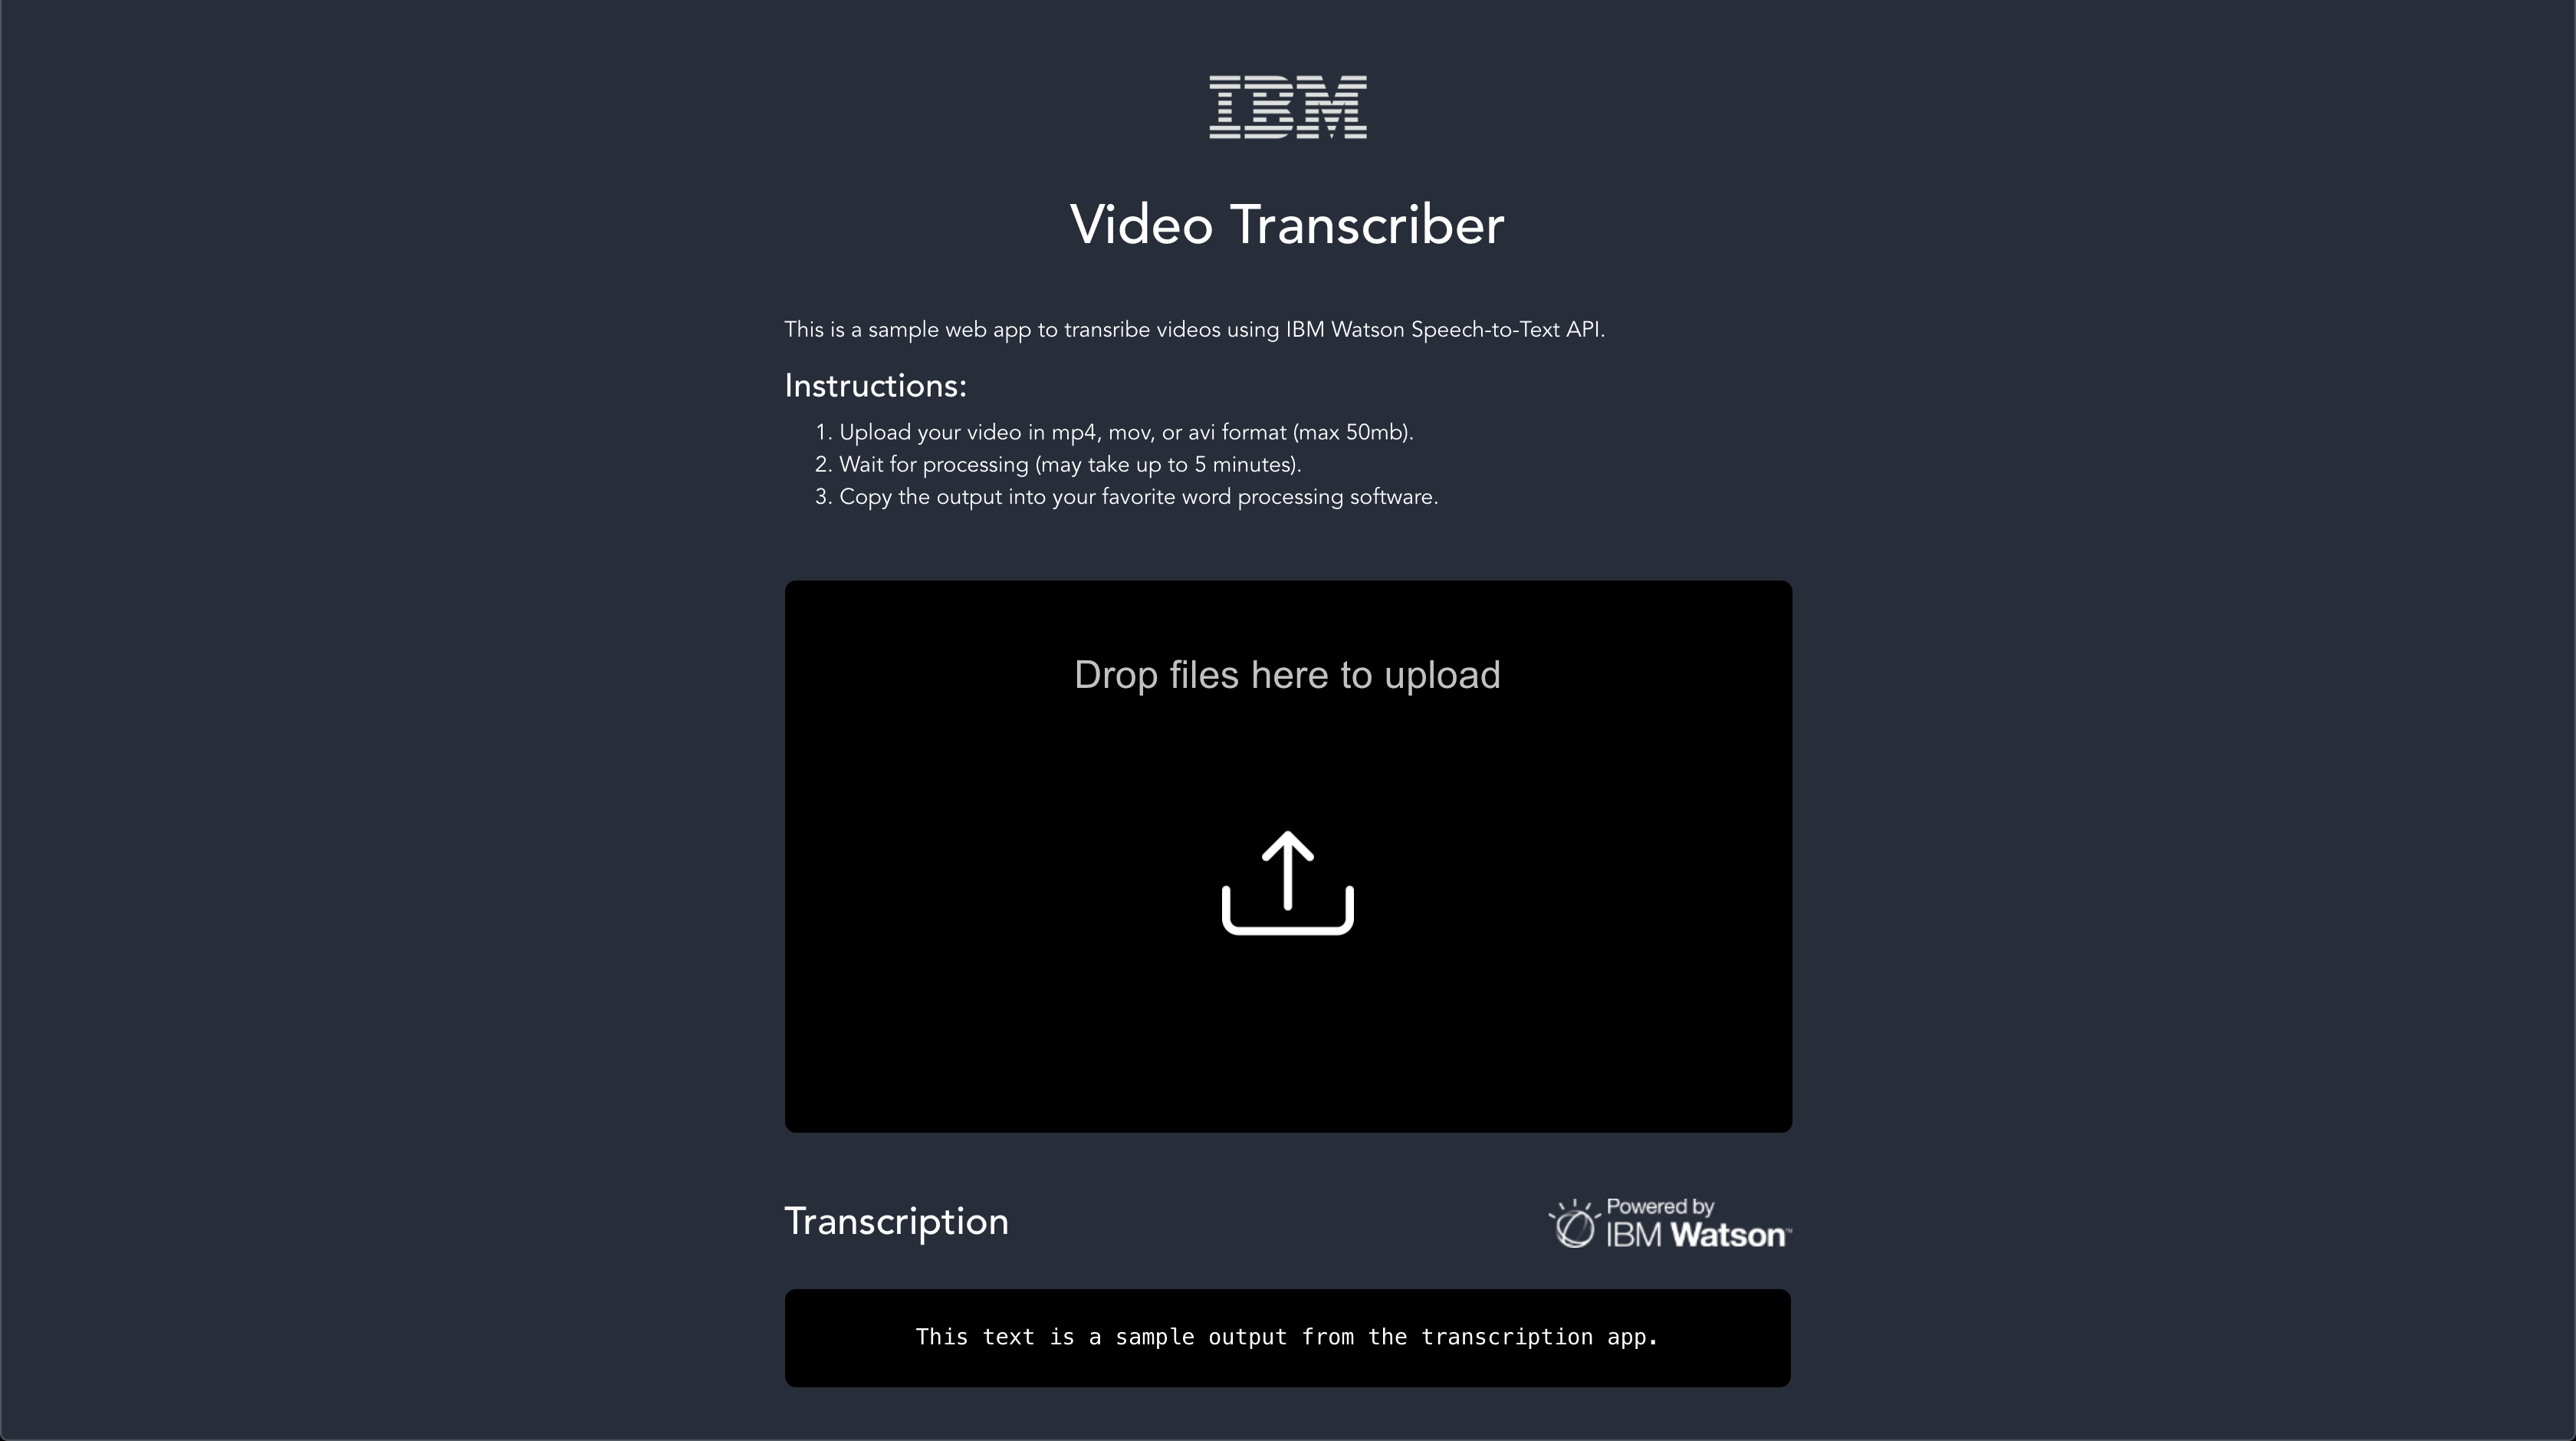 IBM
Video Transcriber
This is a sample web app to transribe videos using IBM Watson Speech-to-Text API.
Instructions:
1. Upload your video in mp4, mov, or avi format (max 50mb).
2. Wait for processing (may take up to 5 minutes).
3. Copy the output into your favorite word processing software.
Drop files here to upload
Transcription
Powered by
IBM Watson™
This text is a sample output from the transcription app.